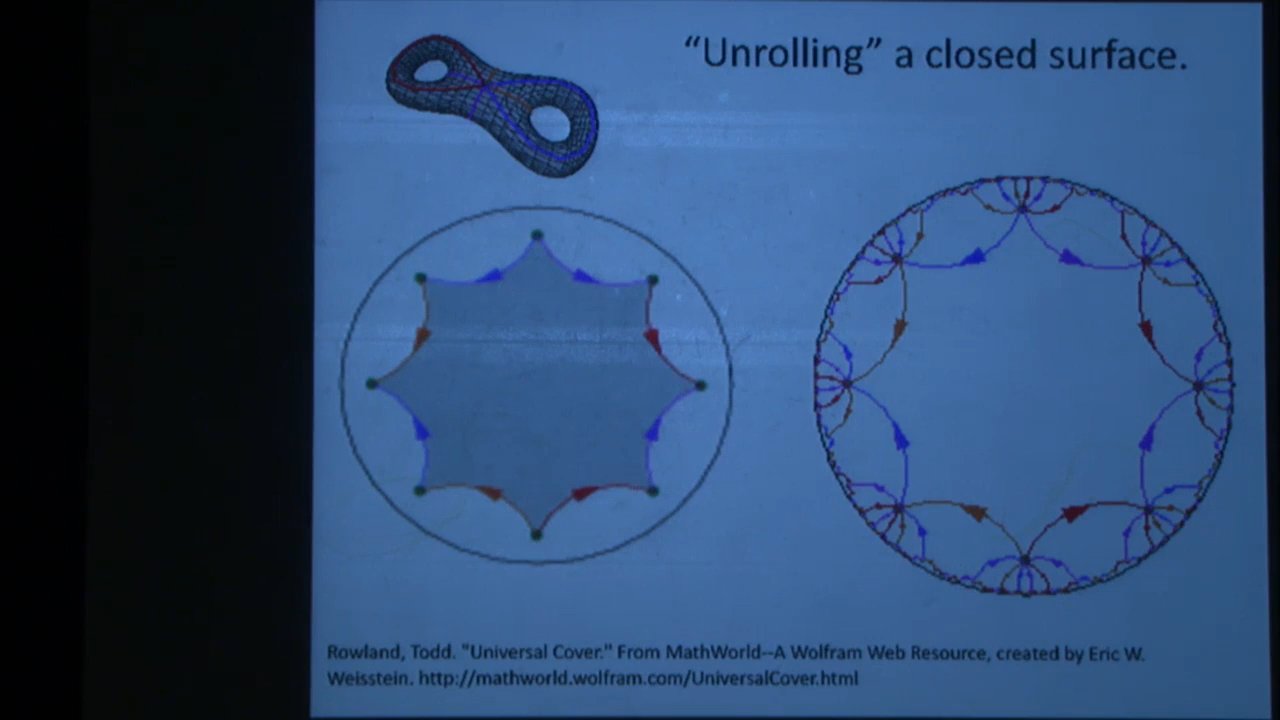 “Unrolling” a closed surface.
Rowland, Todd. "Universal Cover." From MathWorld--A Wolfram Web Resource, created by Eric W.
Weisstein. http://mathworld.wolfram.com/UniversalCover.html